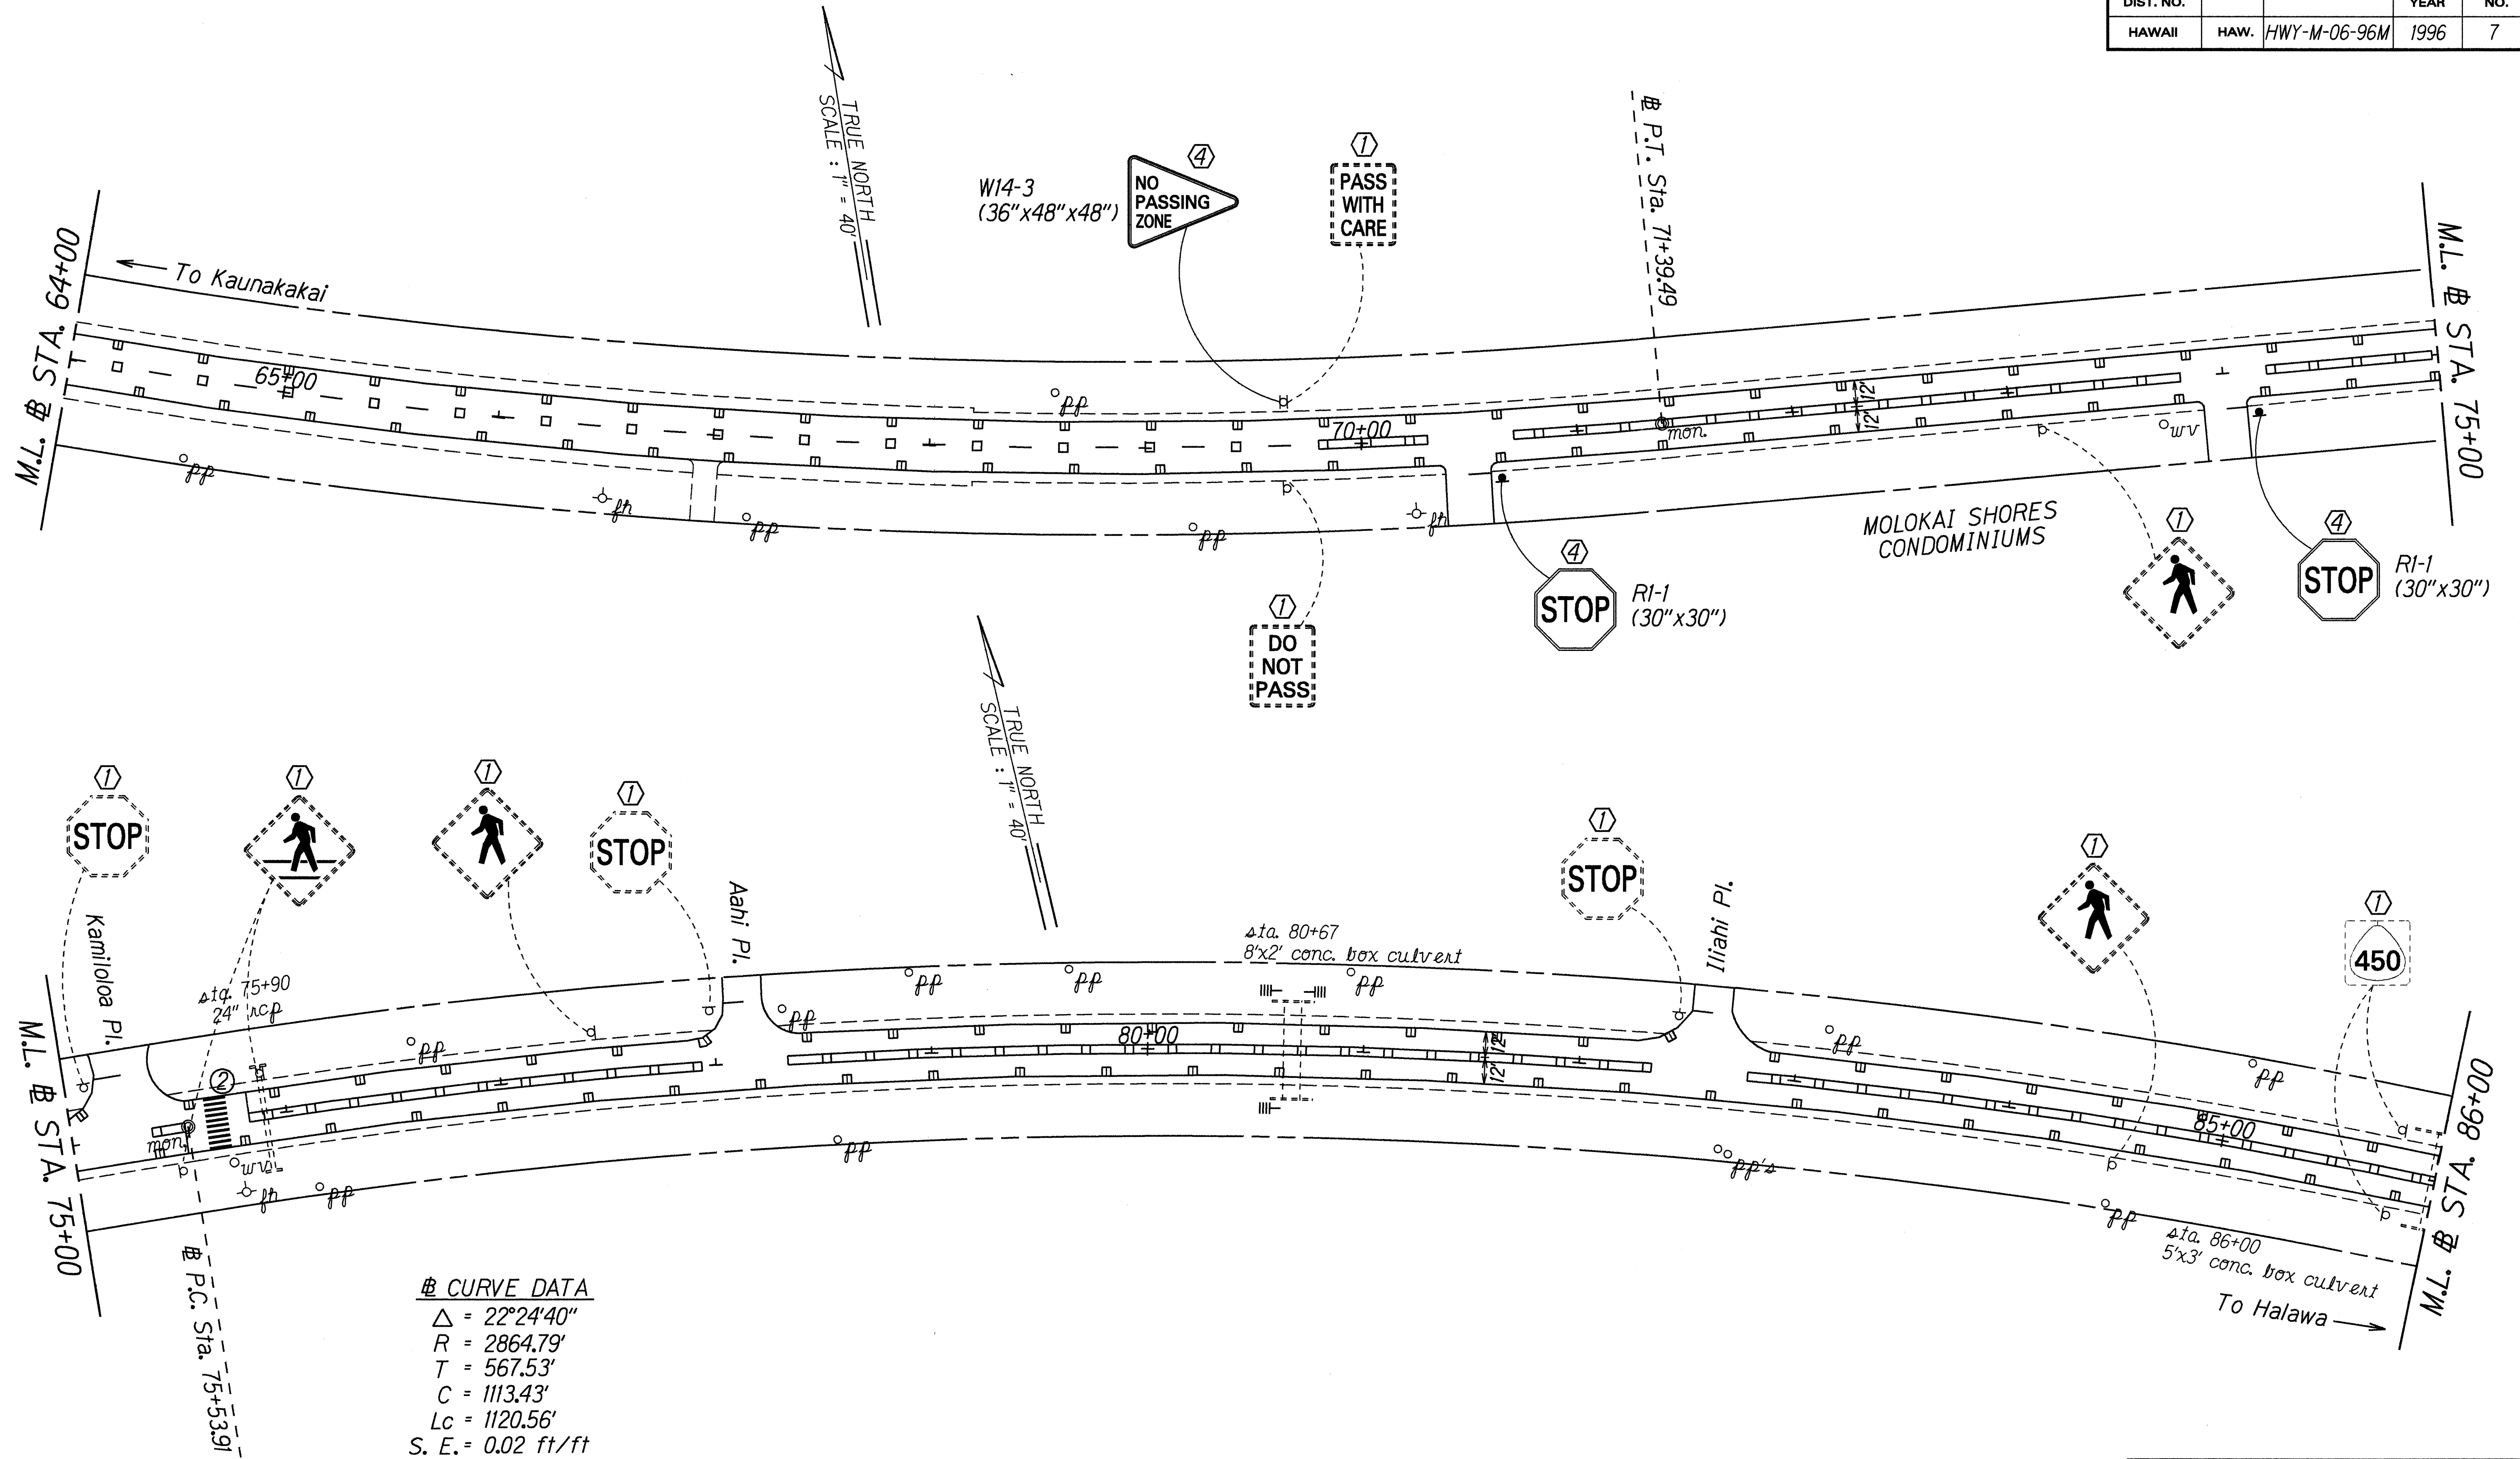 DIST. NO. YEAR NO.
HAWAII HAW. HWY-M-06-96M 1996 7
TRUE NORTH
SCALE : 1" = 40'
W14-3
(36"x48"x48")
4
NO
PASSING
ZONE
1
PASS
WITH
CARE
℄ P.T. Sta. 71+39.49
M.L. ℄ STA. 64+00
To Kaunakakai
65+00
pp
70+00
12'
12'
mon.
wv
M.L. ℄ STA. 75+00
pp
fh
pp
pp
fh
MOLOKAI SHORES
CONDOMINIUMS
1
DO
NOT
PASS
4
STOP
R1-1
(30"x30")
1
4
STOP
R1-1
(30"x30")
TRUE NORTH
SCALE : 1" = 40'
1
STOP
1
1
1
STOP
1
STOP
1
1
450
Kamiloloa Pl.
Aahi Pl.
Iliahi Pl.
sta. 75+90
24" rcp
sta. 80+67
8'x2' conc. box culvert
pp
pp
pp
pp
pp
pp
pp
M.L. ℄ STA. 75+00
2
80+00
12'
12'
85+00
mon.
wv
fh
pp
pp
pp's
pp
M.L. ℄ STA. 86+00
sta. 86+00
5'x3' conc. box culvert
To Halawa
℄ P.C. Sta. 75+53.91
℄ CURVE DATA
△ = 22°24'40"
R = 2864.79'
T = 567.53'
C = 1113.43'
Lc = 1120.56'
S. E. = 0.02 ft/ft